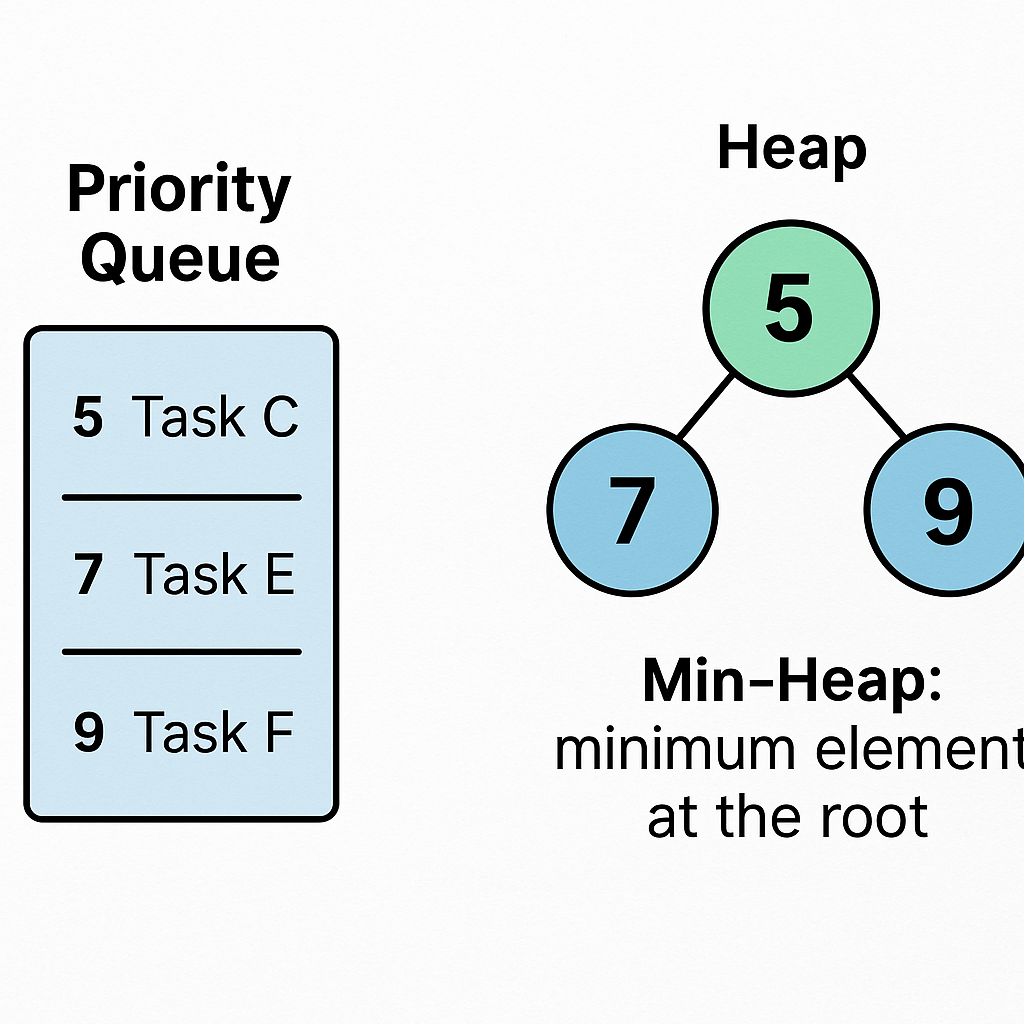 Priority
Queue
5 Task C
7 Task E
9 Task F
Heap
5
7
9
Min-Heap:
minimum element
at the root